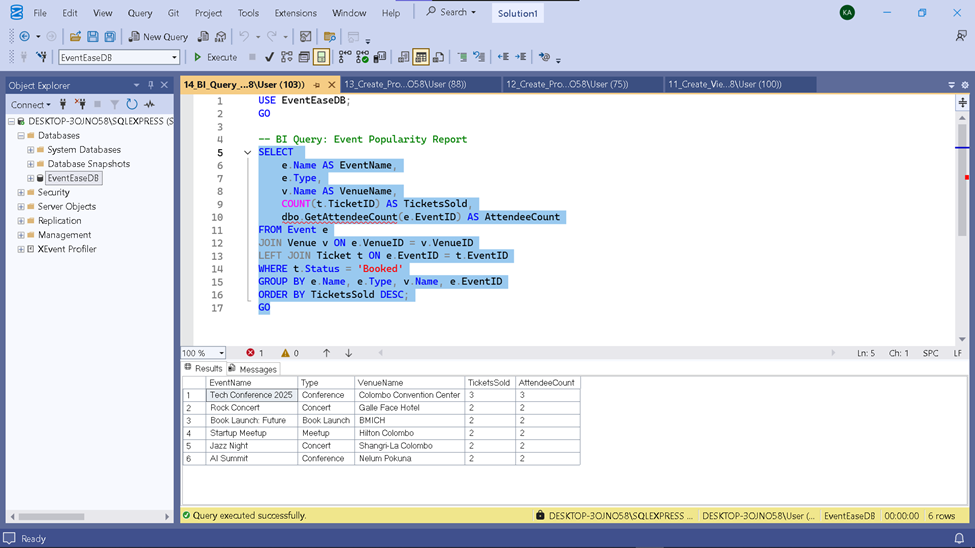 File Edit View Query Git Project Tools Extensions Window Help Search Solution1 KA
New Query
EventEaseDB Execute
Object Explorer
14_BI_Query_...8\User (103)) 13_Create_Pro...O58\User (88)) 12_Create_Pro...O58\User (75)) 11_Create_Vie...8\User (100))
Connect
DESKTOP-3OJNO58\SQLEXPRESS (S
Databases
System Databases
Database Snapshots
EventEaseDB
Security
Server Objects
Replication
Management
XEvent Profiler
1 USE EventEaseDB;
2 GO
3
4 -- BI Query: Event Popularity Report
5 SELECT
6 e.Name AS EventName,
7 e.Type,
8 v.Name AS VenueName,
9 COUNT(t.TicketID) AS TicketsSold,
10 dbo.GetAttendeeCount(e.EventID) AS AttendeeCount
11 FROM Event e
12 JOIN Venue v ON e.VenueID = v.VenueID
13 LEFT JOIN Ticket t ON e.EventID = t.EventID
14 WHERE t.Status = 'Booked'
15 GROUP BY e.Name, e.Type, v.Name, e.EventID
16 ORDER BY TicketsSold DESC;
17 GO
100 % 1 0 Ln: 5 Ch: 1 SPC LF
Results Messages
EventName Type VenueName TicketsSold AttendeeCount
1 Tech Conference 2025 Conference Colombo Convention Center 3 3
2 Rock Concert Concert Galle Face Hotel 2 2
3 Book Launch: Future Book Launch BMICH 2 2
4 Startup Meetup Meetup Hilton Colombo 2 2
5 Jazz Night Concert Shangri-La Colombo 2 2
6 AI Summit Conference Nelum Pokuna 2 2
Query executed successfully. DESKTOP-3OJNO58\SQLEXPRESS ... DESKTOP-3OJNO58\User (... EventEaseDB 00:00:00 6 rows
Ready